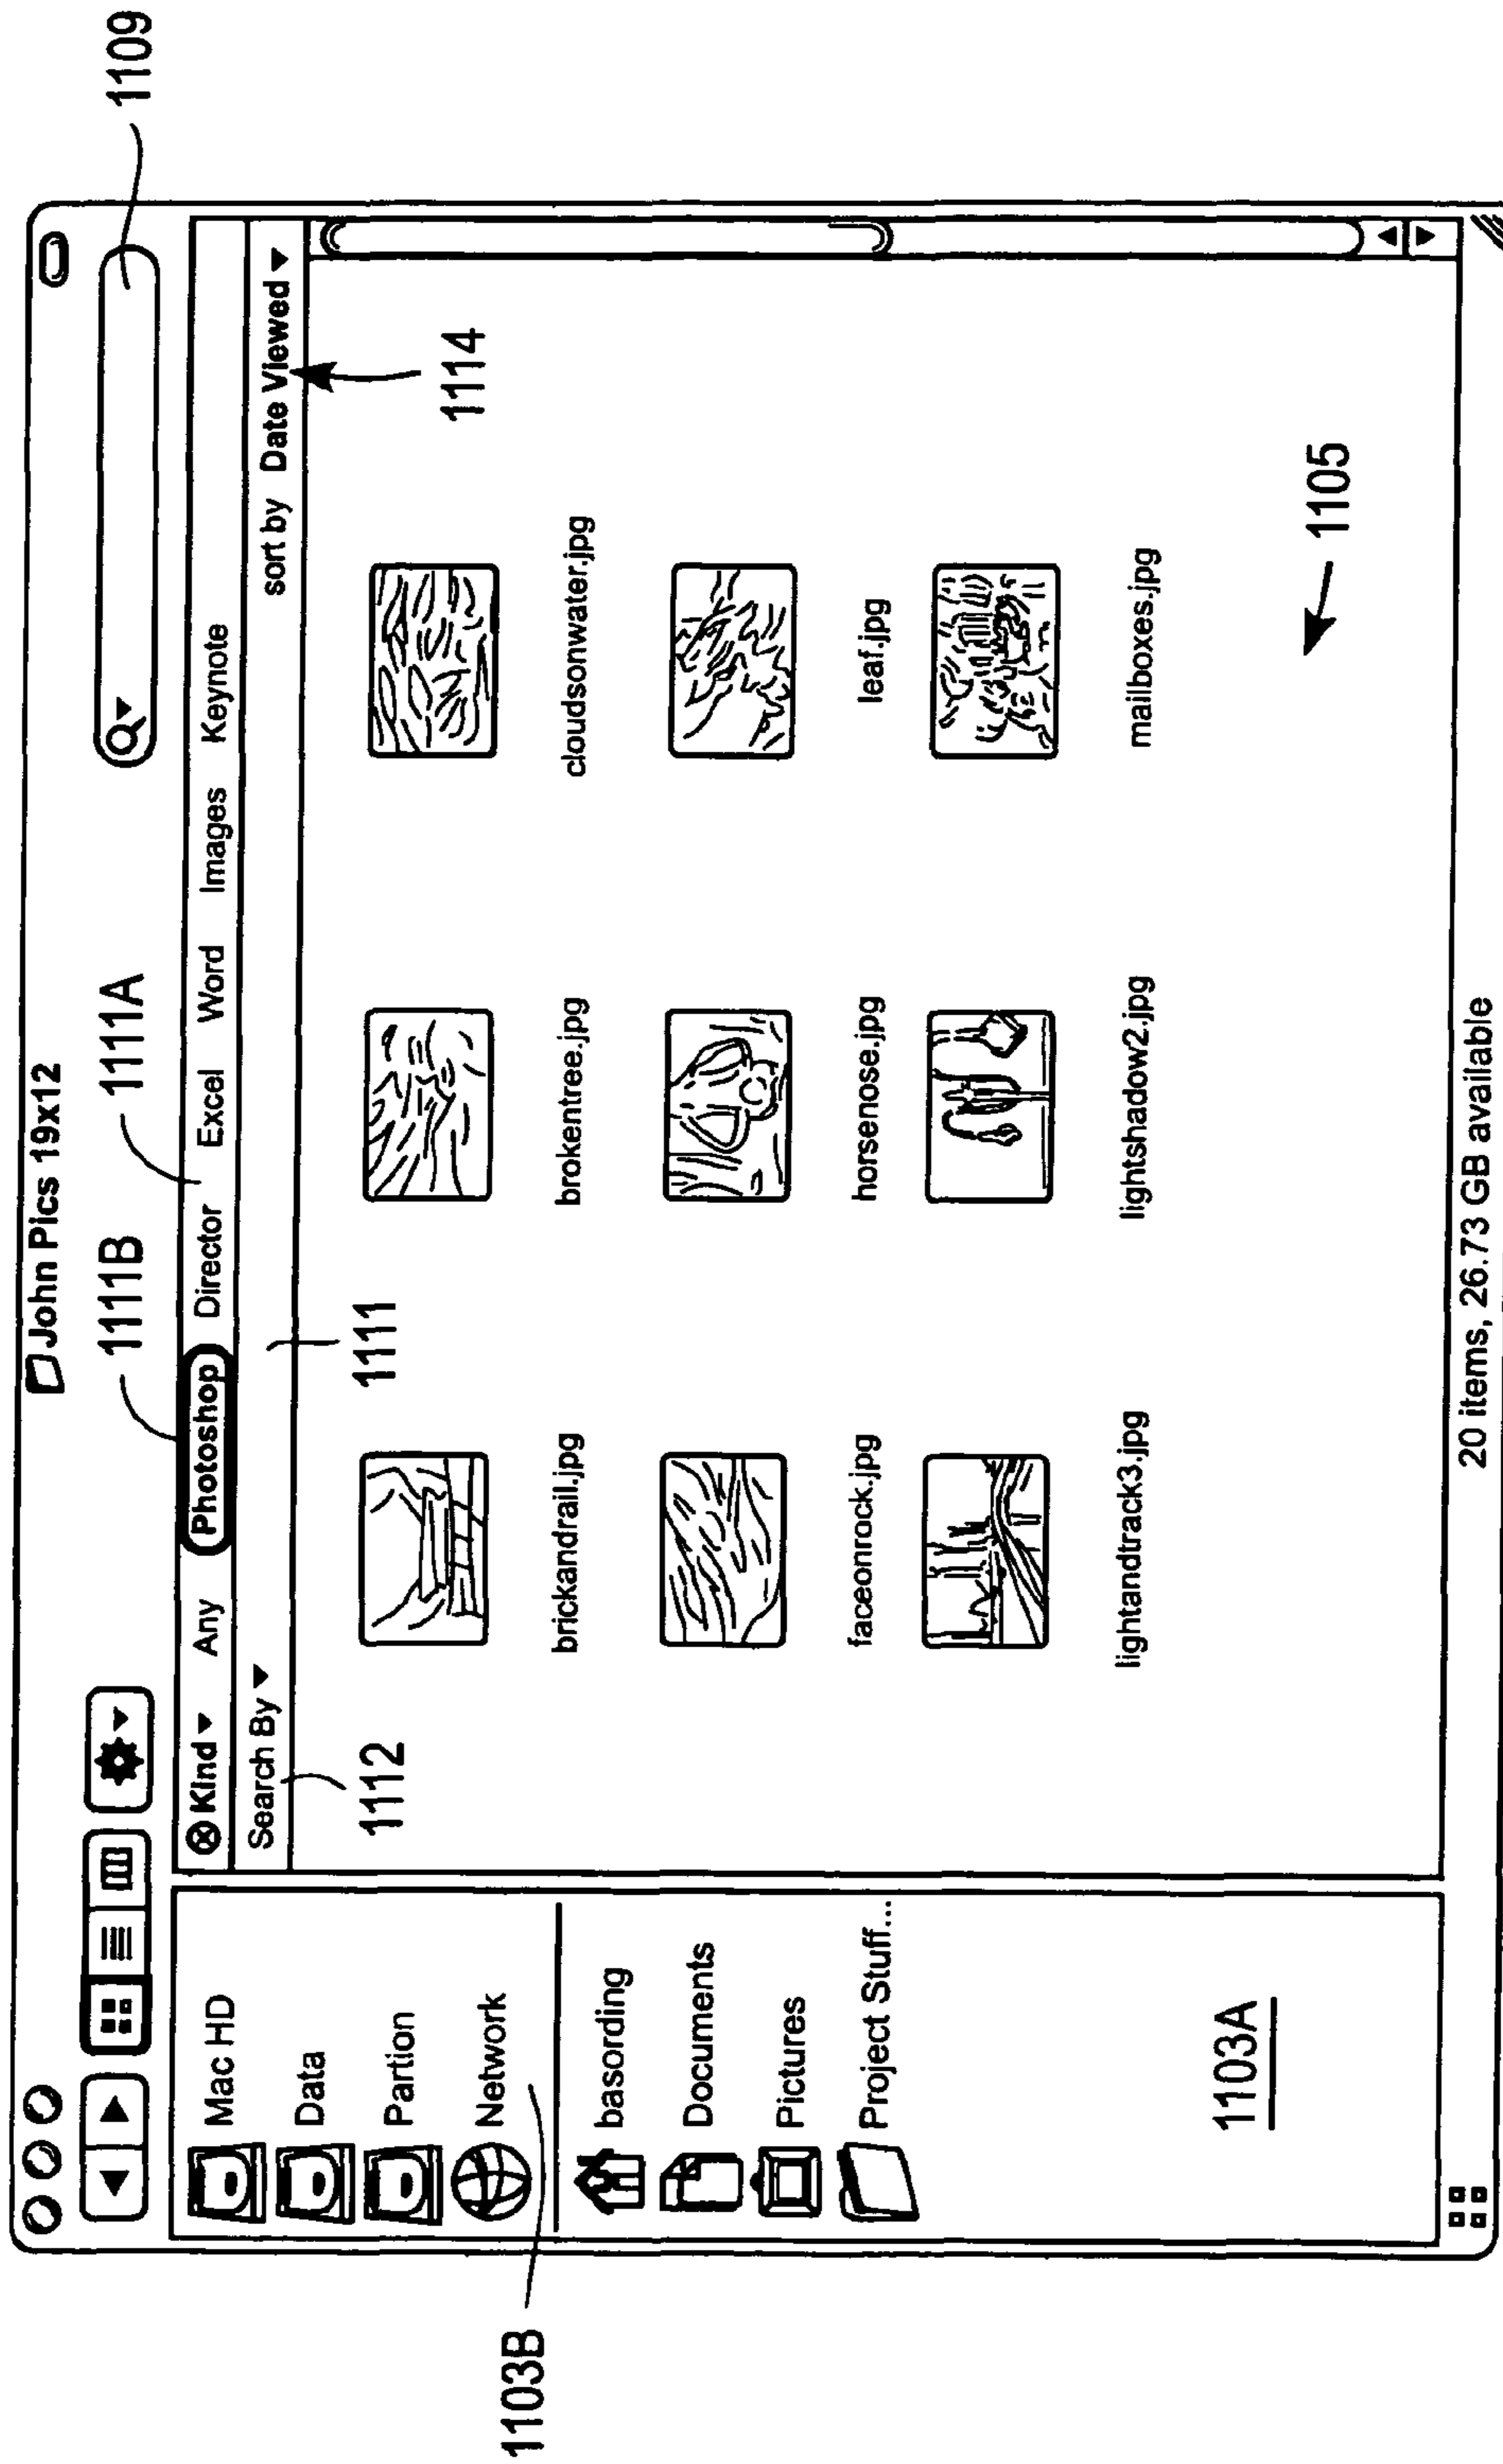 John Pics 19x12
1111B
1111A
1109
Kind Any Photoshop Director Excel Word Images Keynote
Search By
sort by Date Viewed
1112
1111
1114
Mac HD
Data
Partion
Network
1103B
basording
Documents
Pictures
Project Stuff...
1103A
brickandrail.jpg
brokentree.jpg
cloudsonwater.jpg
faceonrock.jpg
horsenose.jpg
leaf.jpg
lightandtrack3.jpg
lightshadow2.jpg
mailboxes.jpg
1105
20 items, 26.73 GB available